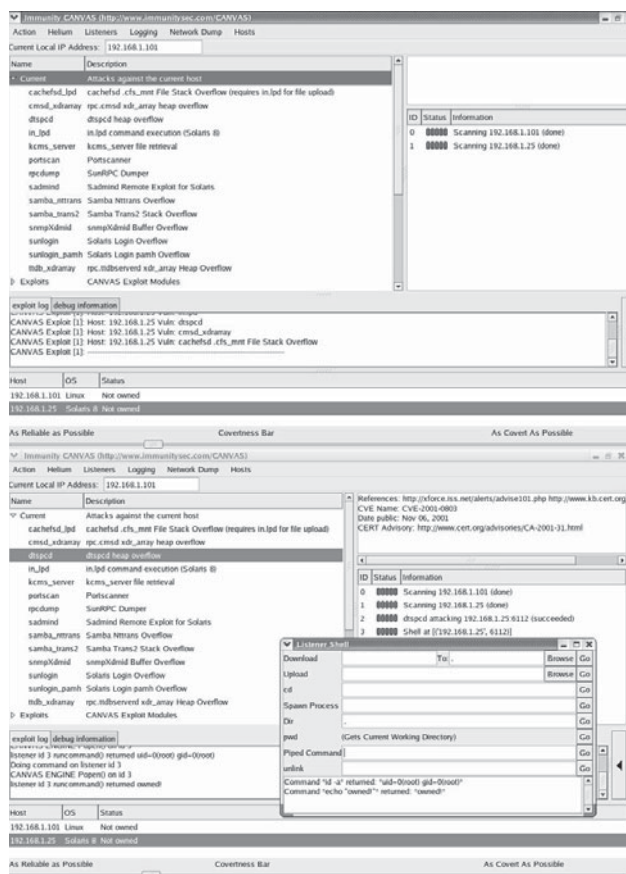 Immunity CANVAS (http://www.immunitysec.com/CANVAS)
Action Helium Listeners Logging Network Dump Hosts
Current Local IP Address: 192.168.1.101
Name Description
Current Attacks against the current host
cachefsd_lpd cachefsd .cfs_mnt File Stack Overflow (requires in.lpd for file upload)
cmsd_xdrarray rpc.cmsd xdr_array heap overflow
dtspcd dtspcd heap overflow
in_lpd in.lpd command execution (Solaris 8)
kcms_server kcms_server file retrieval
portscan Portscanner
rpcdump SunRPC Dumper
sadmind Sadmind Remote Exploit for Solaris
samba_nttrans Samba Nttrans Overflow
samba_trans2 Samba Trans2 Stack Overflow
snmpXdmid snmpXdmid Buffer Overflow
sunlogin Solaris Login Overflow
sunlogin_pamh Solaris Login pamh Overflow
ttdb_xdrarray rpc.ttdbserverd xdr_array Heap Overflow
Exploits CANVAS Exploit Modules
ID Status Information
0 Scanning 192.168.1.101 (done)
1 Scanning 192.168.1.25 (done)
exploit log debug information
CANVAS Exploit [1]: Host: 192.168.1.25 Vuln: dtspcd
CANVAS Exploit [1]: Host: 192.168.1.25 Vuln: cmsd_xdrarray
CANVAS Exploit [1]: Host: 192.168.1.25 Vuln: cachefsd .cfs_mnt File Stack Overflow
CANVAS Exploit [1]: ------------------------------------------------
Host OS Status
192.168.1.101 Linux Not owned
192.168.1.25 Solaris 8 Not owned
As Reliable as Possible Covertness Bar As Covert As Possible
Immunity CANVAS (http://www.immunitysec.com/CANVAS)
Action Helium Listeners Logging Network Dump Hosts
Current Local IP Address: 192.168.1.101
Name Description
Current Attacks against the current host
cachefsd_lpd cachefsd .cfs_mnt File Stack Overflow (requires in.lpd for file upload)
cmsd_xdrarray rpc.cmsd xdr_array heap overflow
dtspcd dtspcd heap overflow
in_lpd in.lpd command execution (Solaris 8)
kcms_server kcms_server file retrieval
portscan Portscanner
rpcdump SunRPC Dumper
sadmind Sadmind Remote Exploit for Solaris
samba_nttrans Samba Nttrans Overflow
samba_trans2 Samba Trans2 Stack Overflow
snmpXdmid snmpXdmid Buffer Overflow
sunlogin Solaris Login Overflow
sunlogin_pamh Solaris Login pamh Overflow
ttdb_xdrarray rpc.ttdbserverd xdr_array Heap Overflow
Exploits CANVAS Exploit Modules
References: http://xforce.iss.net/alerts/advise101.php http://www.kb.cert.org
CVE Name: CVE-2001-0803
Date public: Nov 06, 2001
CERT Advisory: http://www.cert.org/advisories/CA-2001-31.html
ID Status Information
0 Scanning 192.168.1.101 (done)
1 Scanning 192.168.1.25 (done)
2 dtspcd attacking 192.168.1.25:6112 (succeeded)
3 Shell at [('192.168.1.25', 6112)]
Listener Shell
Download To . Browse Go
Upload Browse Go
cd Go
Spawn Process Go
Dir . Go
pwd (Gets Current Working Directory) Go
Piped Command Go
unlink Go
Command "id -a" returned: "uid=0(root) gid=0(root)"
Command "echo "owned!"" returned: "owned!"
exploit log debug information
listener id 3 runcommand() returned uid=0(root) gid=0(root)
Doing command on listener id 3
CANVAS ENGINE Popen() on id 3
listener id 3 runcommand() returned owned!
Host OS Status
192.168.1.101 Linux Not owned
192.168.1.25 Solaris 8 Not owned
As Reliable as Possible Covertness Bar As Covert As Possible